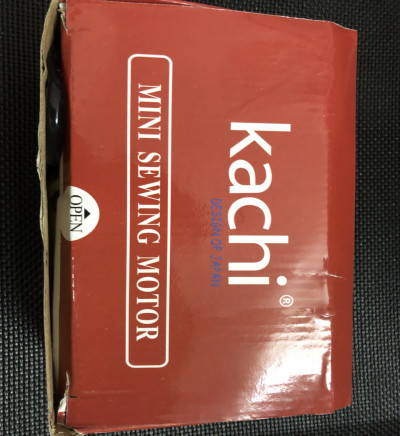 kachi®
DESIGN OF JAPAN
MINI SEWING MOTOR
OPEN